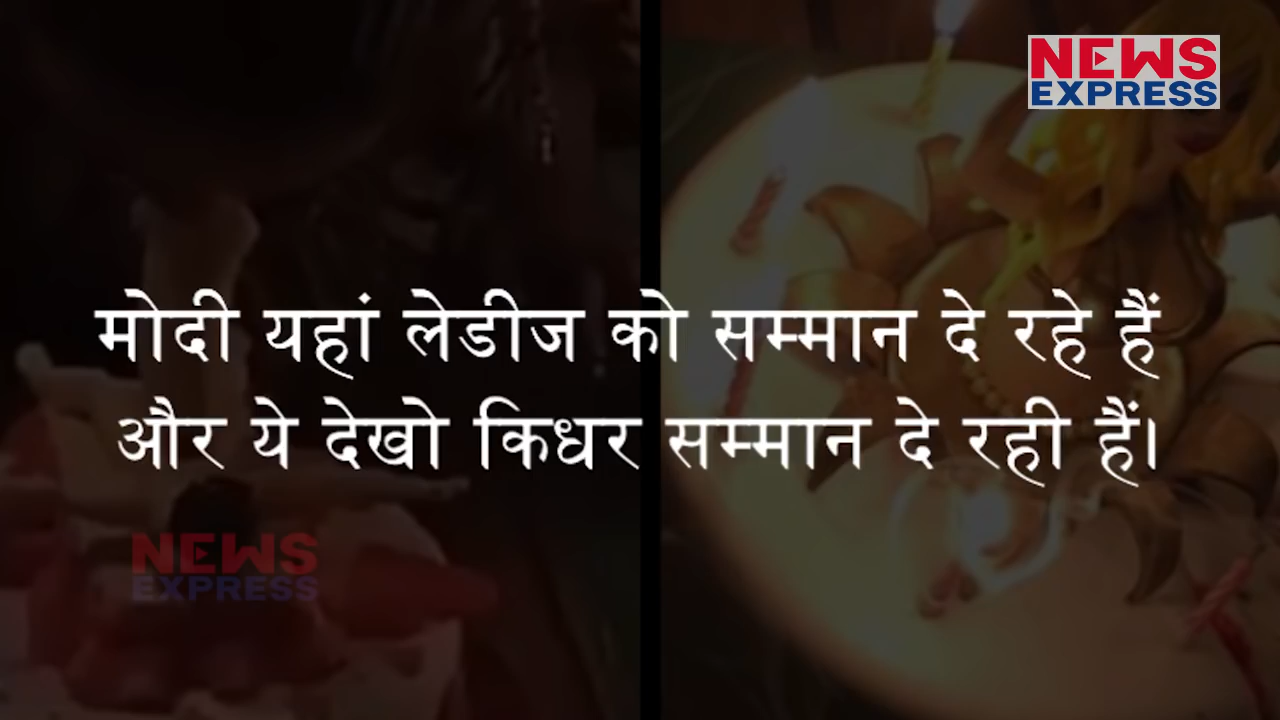 NEWS
EXPRESS
मोदी यहां लेडीज को सम्मान दे रहे हैं
और ये देखो किधर सम्मान दे रही हैं।
NEWS
EXPRESS